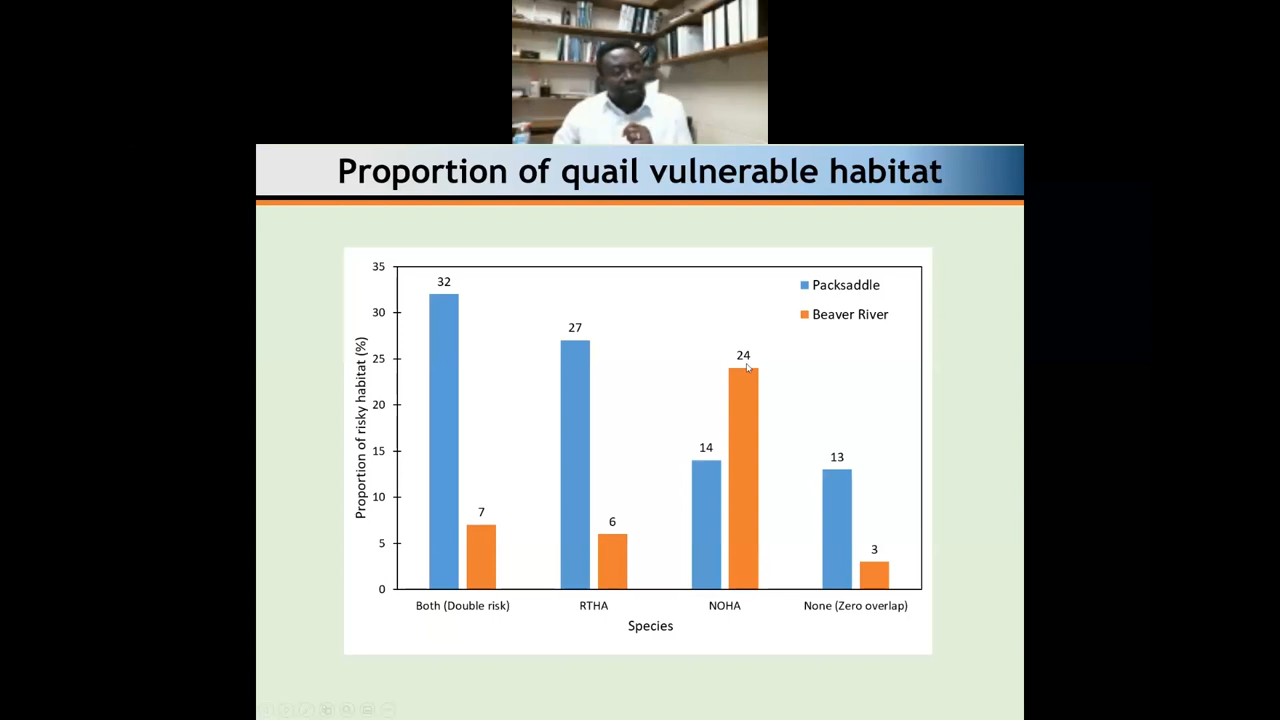 Proportion of quail vulnerable habitat
35
30
25
20
15
10
5
0
Proportion of risky habitat (%)
32
7
27
6
14
24
13
3
Packsaddle
Beaver River
Both (Double risk)
RTHA
NOHA
None (Zero overlap)
Species